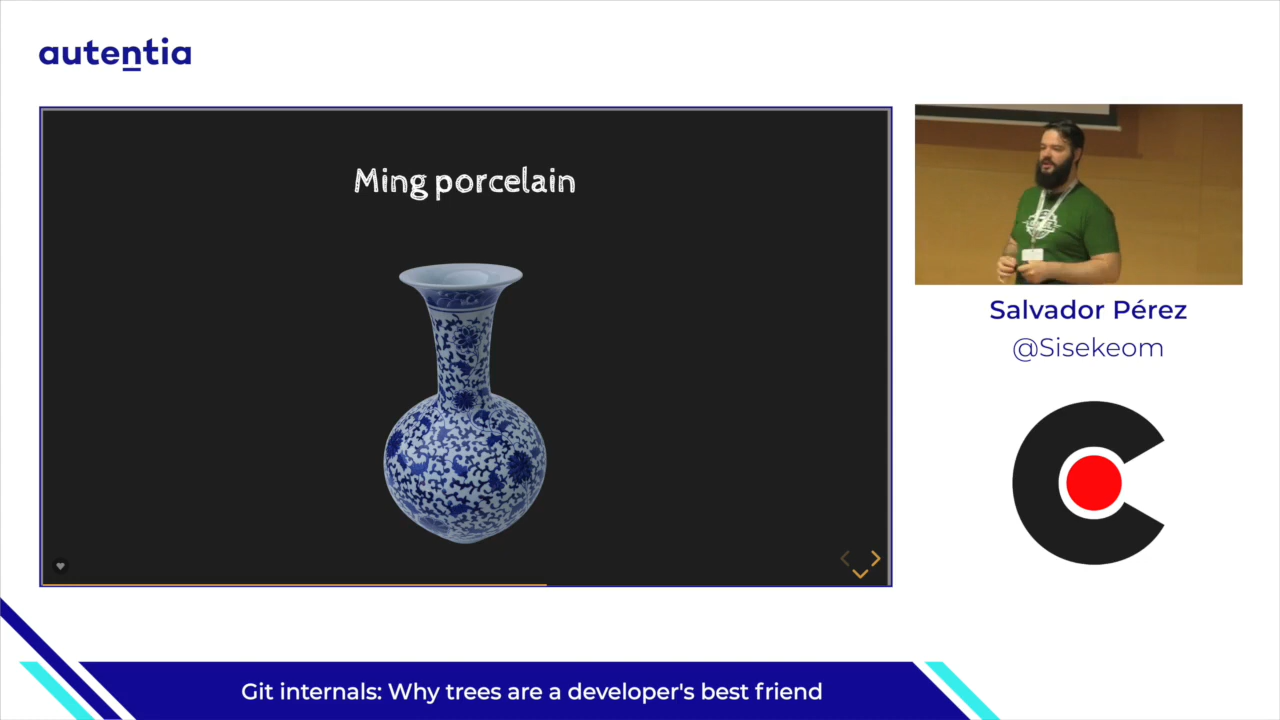 autentia
Ming porcelain
Salvador Pérez
@Sisekeom
Git internals: Why trees are a developer's best friend